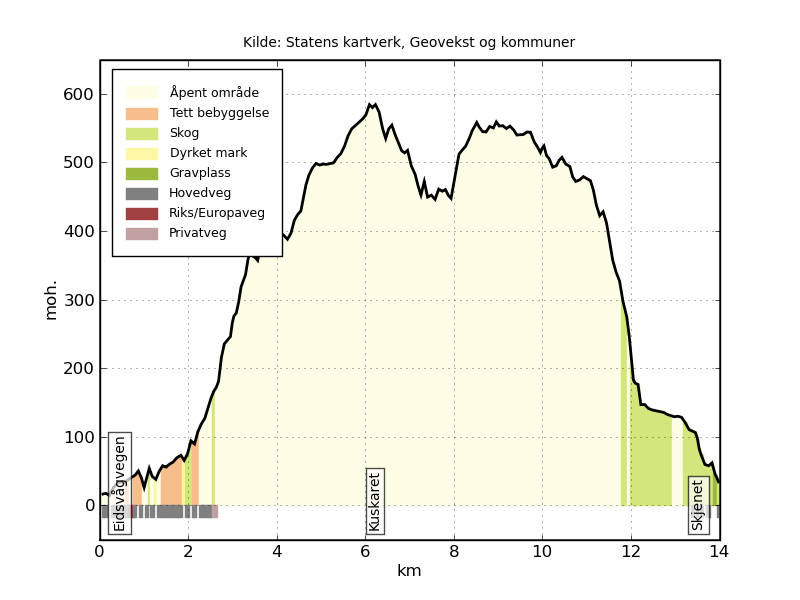 Kilde: Statens kartverk, Geovekst og kommuner
Åpent område
Tett bebyggelse
Skog
Dyrket mark
Gravplass
Hovedveg
Riks/Europaveg
Privatveg
moh.
600
500
400
300
200
100
0
Eidsvågvegen
Kuskaret
Skjenet
0 2 4 6 8 10 12 14
km